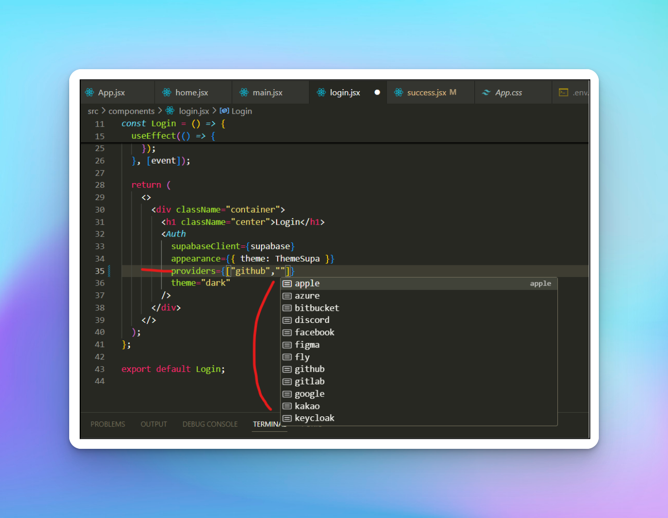 App.jsx home.jsx main.jsx login.jsx success.jsx M App.css .env.
src > components > login.jsx > Login
11 const Login = () => {
15 useEffect(() => {
25 });
26 }, [event]);
27
28 return (
29 <>
30 <div className="container">
31 <h1 className="center">Login</h1>
32 <Auth
33 supabaseClient={supabase}
34 appearance={{ theme: ThemeSupa }}
35 providers={["github",""]}
36 theme="dark"
37 />
38 </div>
39 </>
40 );
41 };
42
43 export default Login;
44
apple apple
azure
bitbucket
discord
facebook
figma
fly
github
gitlab
google
kakao
keycloak
PROBLEMS OUTPUT DEBUG CONSOLE TERMINA